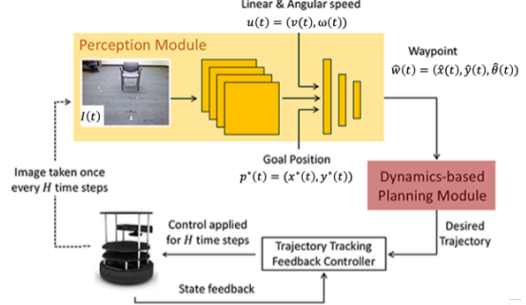 Linear & Angular speed
u(t) = (v(t), ω(t))
Perception Module
I(t)
Waypoint
ŵ(t) = (x̂(t), ŷ(t), θ̂(t))
Goal Position
p*(t) = (x*(t), y*(t))
Image taken once
every H time steps
Dynamics-based
Planning Module
Control applied
for H time steps
Desired
Trajectory
Trajectory Tracking
Feedback Controller
State feedback